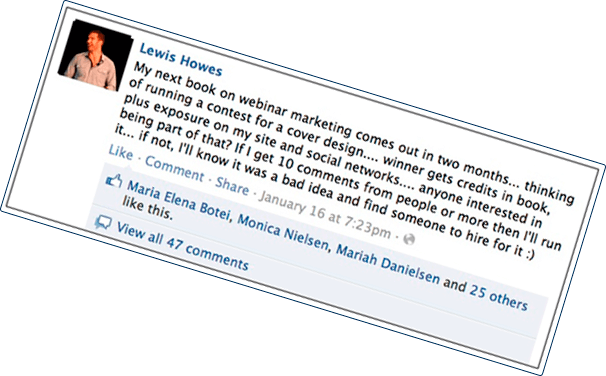 Lewis Howes
My next book on webinar marketing comes out in two months... thinking
of running a contest for a cover design.... winner gets credits in book,
plus exposure on my site and social networks.... anyone interested in
being part of that? If I get 10 comments from people or more then I'll run
it... if not, I'll know it was a bad idea and find someone to hire for it :)
Like · Comment · Share · January 16 at 7:23pm ·
Maria Elena Botei, Monica Nielsen, Mariah Danielsen and 25 others
like this.
View all 47 comments